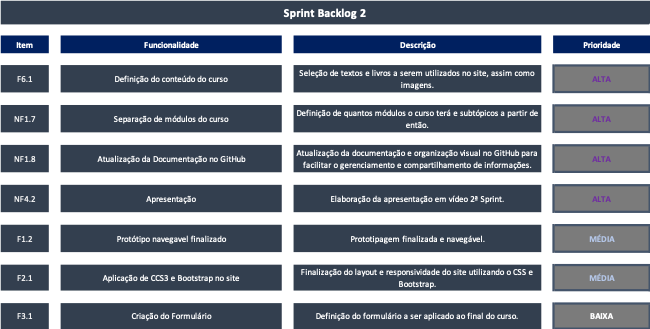 Sprint Backlog 2
Item Funcionalidade Descrição Prioridade
F6.1 Definição do conteúdo do curso Seleção de textos e livros a serem utilizados no site, assim como
imagens. ALTA
NF1.7 Separação de módulos do curso Definição de quantos módulos o curso terá e subtópicos a partir de
então. ALTA
NF1.8 Atualização da Documentação no GitHub Atualização da documentação e organização visual no GitHub para
facilitar o gerenciamento e compartilhamento de informações. ALTA
NF4.2 Apresentação Elaboração da apresentação em vídeo 2ª Sprint. ALTA
F1.2 Protótipo navegavel finalizado Prototipagem finalizada e navegável. MÉDIA
F2.1 Aplicação de CCS3 e Bootstrap no site Finalização do layout e responsividade do site utilizando o CSS e
Bootstrap. MÉDIA
F3.1 Criação do Formulário Definição do formulário a ser aplicado ao final do curso. BAIXA